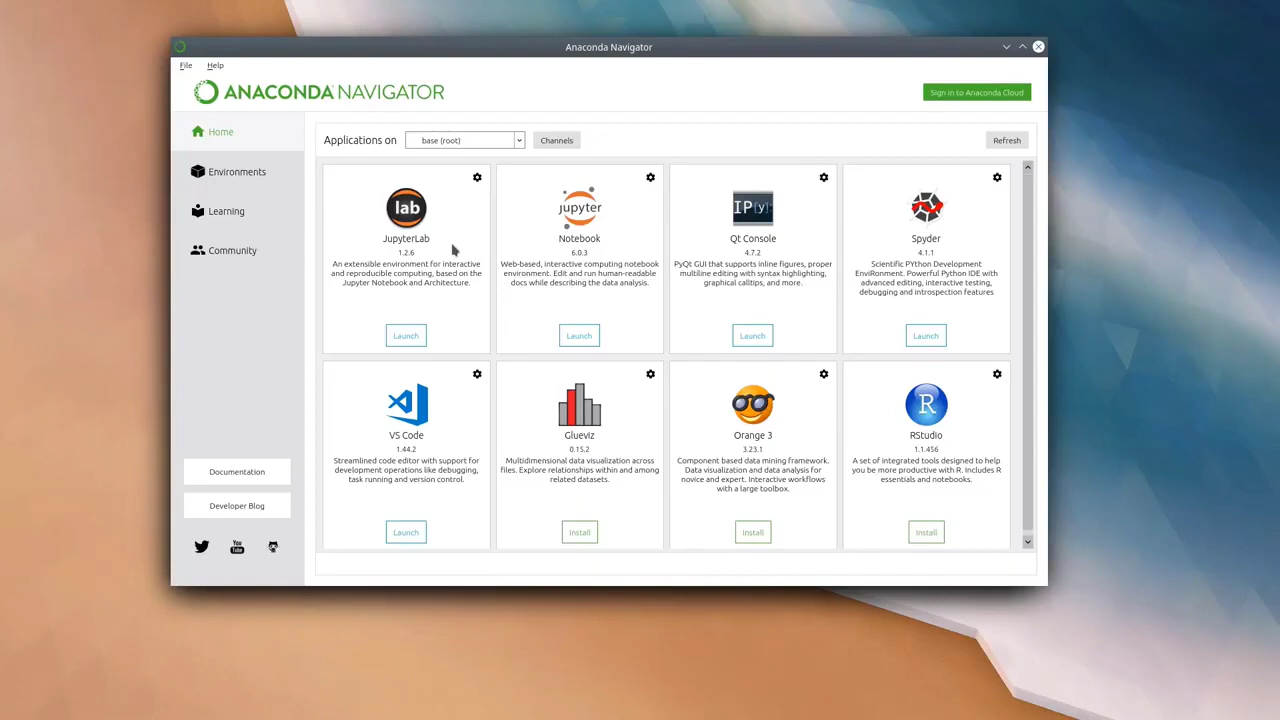 Anaconda Navigator
File Help
ANACONDA NAVIGATOR
Sign in to Anaconda Cloud
Home
Environments
Learning
Community
Documentation
Developer Blog
You
Tube
Applications on base (root) Channels Refresh
lab
JupyterLab
1.2.6
An extensible environment for interactive
and reproducible computing, based on the
Jupyter Notebook and Architecture.
Launch
jupyter
Notebook
6.0.3
Web-based, interactive computing notebook
environment. Edit and run human-readable
docs while describing the data analysis.
Launch
IP[y]:
Qt Console
4.7.2
PyQt GUI that supports inline figures, proper
multiline editing with syntax highlighting,
graphical calltips, and more.
Launch
Spyder
4.1.1
Scientific PYthon Development
EnviRonment. Powerful Python IDE with
advanced editing, interactive testing,
debugging and introspection features
Launch
VS Code
1.44.2
Streamlined code editor with support for
development operations like debugging,
task running and version control.
Launch
Glueviz
0.15.2
Multidimensional data visualization across
files. Explore relationships within and among
related datasets.
Install
Orange 3
3.23.1
Component based data mining framework.
Data visualization and data analysis for
novice and expert. Interactive workflows
with a large toolbox.
Install
R
RStudio
1.1.456
A set of integrated tools designed to help
you be more productive with R. Includes R
essentials and notebooks.
Install